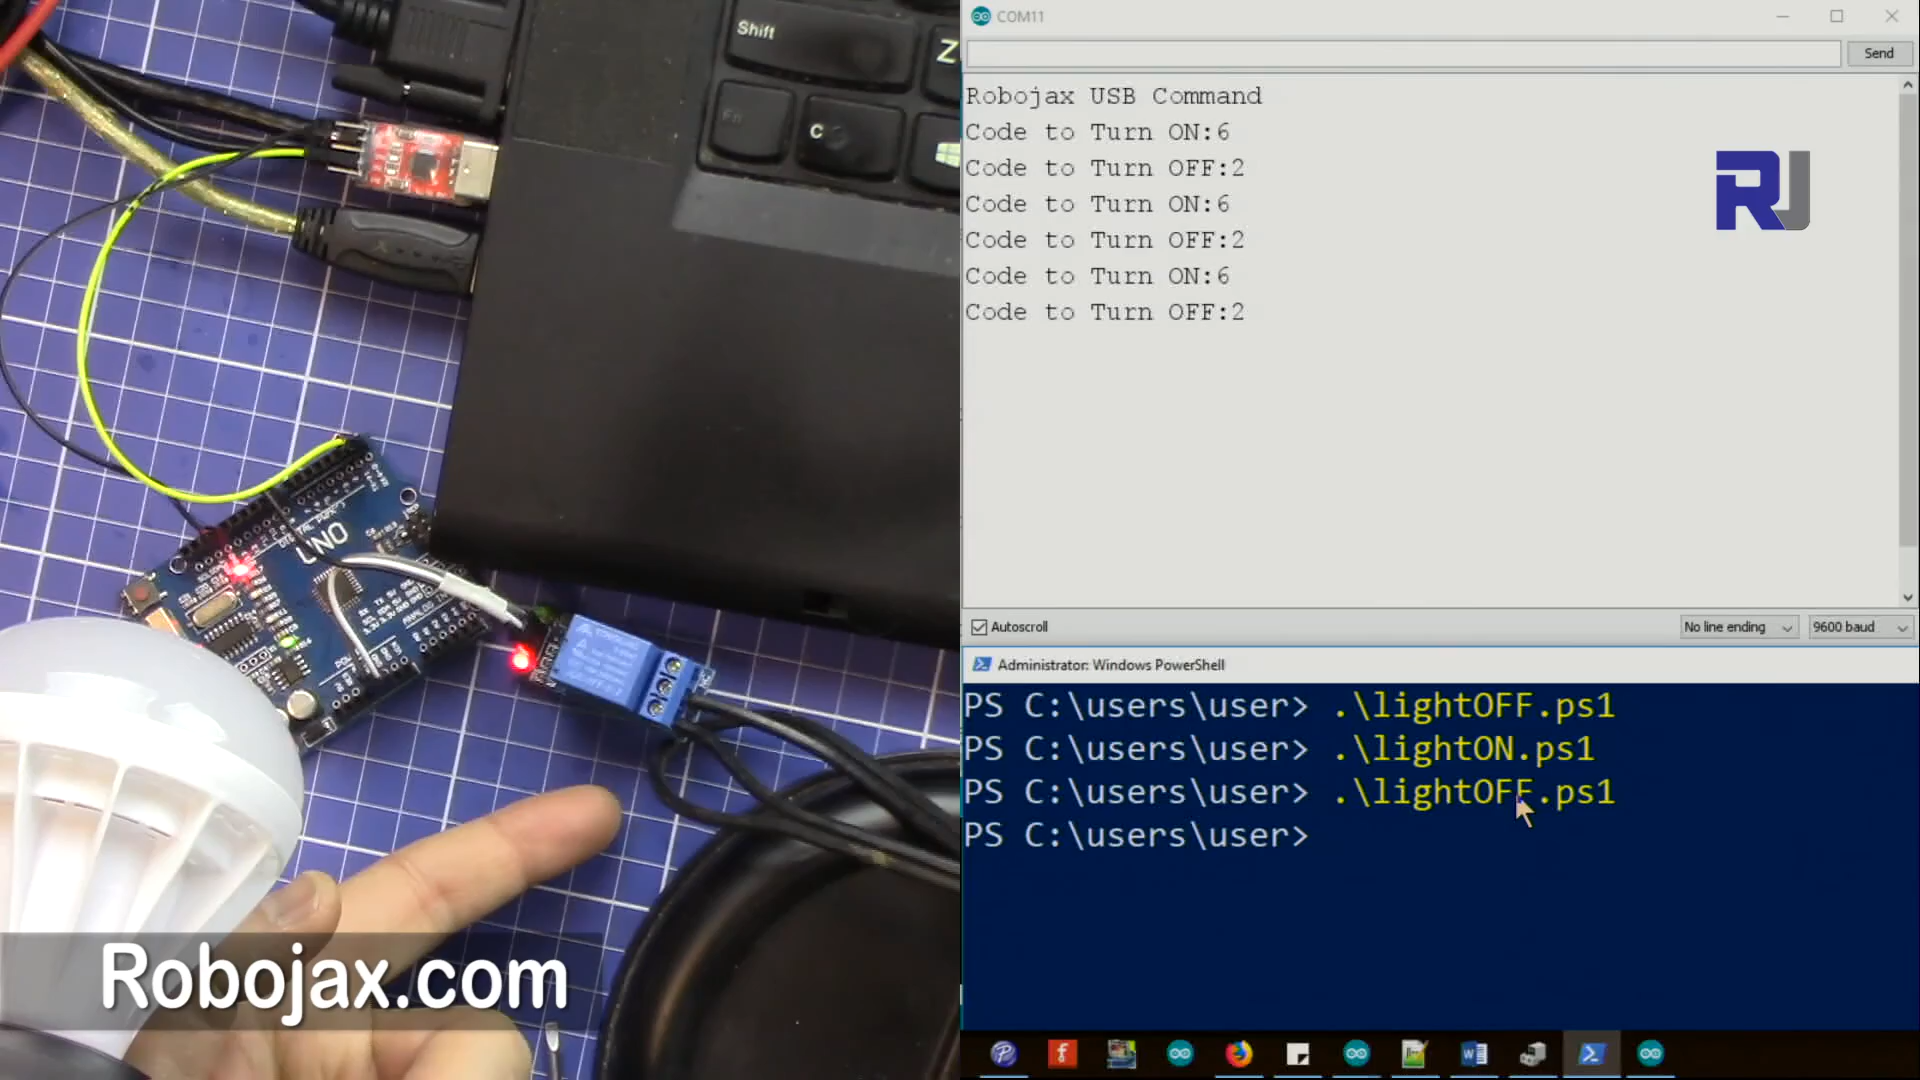 Shift
Z
Fn
C
UNO
Robojax.com
COM11
Send
Robojax USB Command
Code to Turn ON:6
Code to Turn OFF:2
Code to Turn ON:6
Code to Turn OFF:2
Code to Turn ON:6
Code to Turn OFF:2
RJ
Autoscroll
No line ending
9600 baud
Administrator: Windows PowerShell
PS C:\users\user> .\lightOFF.ps1
PS C:\users\user> .\lightON.ps1
PS C:\users\user> .\lightOFF.ps1
PS C:\users\user>